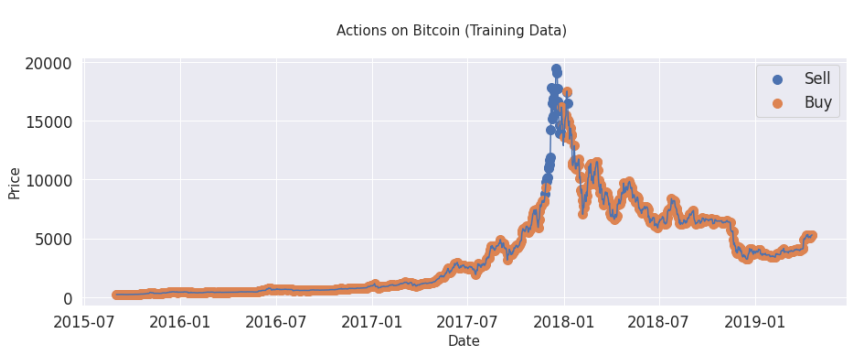 Actions on Bitcoin (Training Data)
20000
15000
10000
5000
0
Price
Sell
Buy
2015-07 2016-01 2016-07 2017-01 2017-07 2018-01 2018-07 2019-01
Date